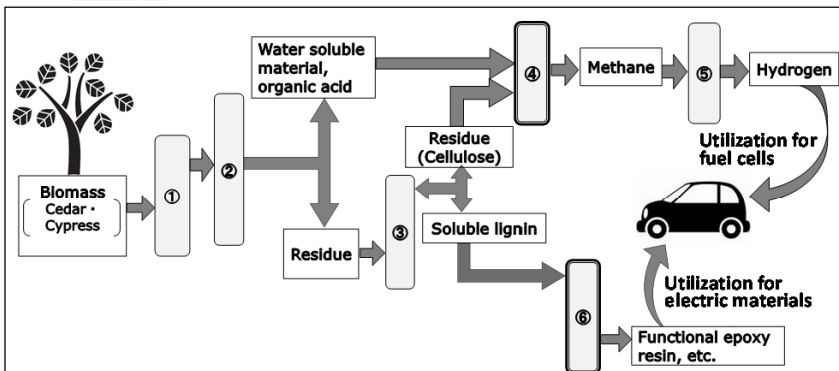 Water soluble
material,
organic acid
④
Methane
⑤
Hydrogen
Utilization for
fuel cells
Residue
(Cellulose)
①
②
Biomass
Cedar・
Cypress
③
Soluble lignin
Residue
Utilization for
electric materials
⑥
Functional epoxy
resin, etc.